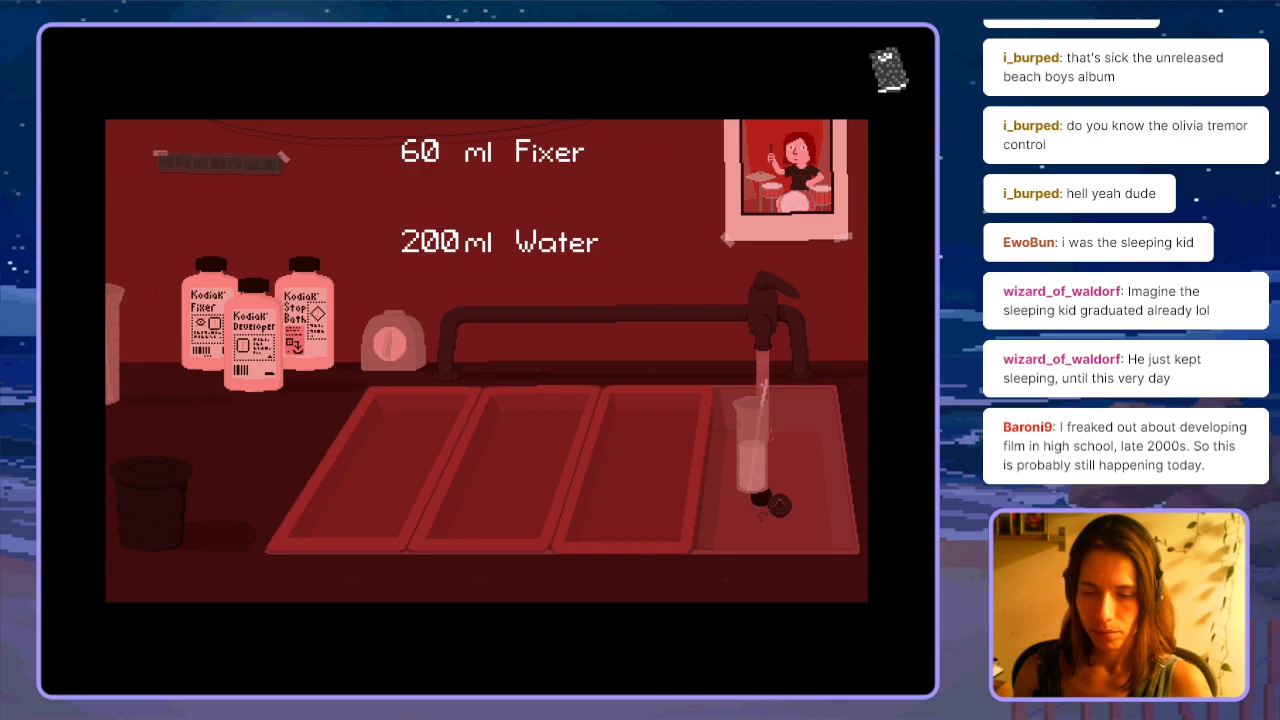 60 ml Fixer
200ml Water
Kodiak
Fixer
Kodiak
Developer
Kodiak
Stop
Bath
i_burped: that's sick the unreleased
beach boys album
i_burped: do you know the olivia tremor
control
i_burped: hell yeah dude
EwoBun: i was the sleeping kid
wizard_of_waldorf: Imagine the
sleeping kid graduated already lol
wizard_of_waldorf: He just kept
sleeping, until this very day
Baroni9: I freaked out about developing
film in high school, late 2000s. So this
is probably still happening today.